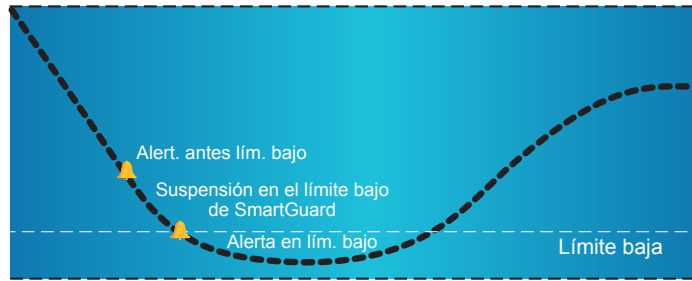 Alert. antes lím. bajo
Suspensión en el límite bajo
de SmartGuard
Alerta en lím. bajo
Límite baja